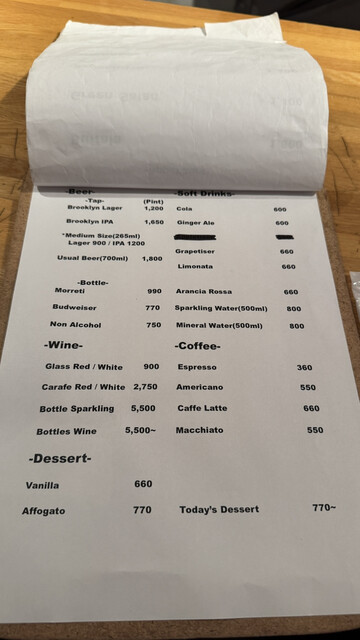 -Beer-
-Tap- (Pint)
Brooklyn Lager 1,200
Brooklyn IPA 1,650
*Medium Size(265ml)
Lager 900 / IPA 1200
Usual Beer(700ml) 1,800
-Bottle-
Morreti 990
Budweiser 770
Non Alcohol 750
-Soft Drinks-
Cola 600
Ginger Ale 600
Grapetiser 660
Limonata 660
Arancia Rossa 660
Sparkling Water(500ml) 800
Mineral Water(500ml) 800
-Wine-
Glass Red / White 900
Carafe Red / White 2,750
Bottle Sparkling 5,500
Bottles Wine 5,500~
-Coffee-
Espresso 360
Americano 550
Caffe Latte 660
Macchiato 550
-Dessert-
Vanilla 660
Affogato 770
Today's Dessert 770~